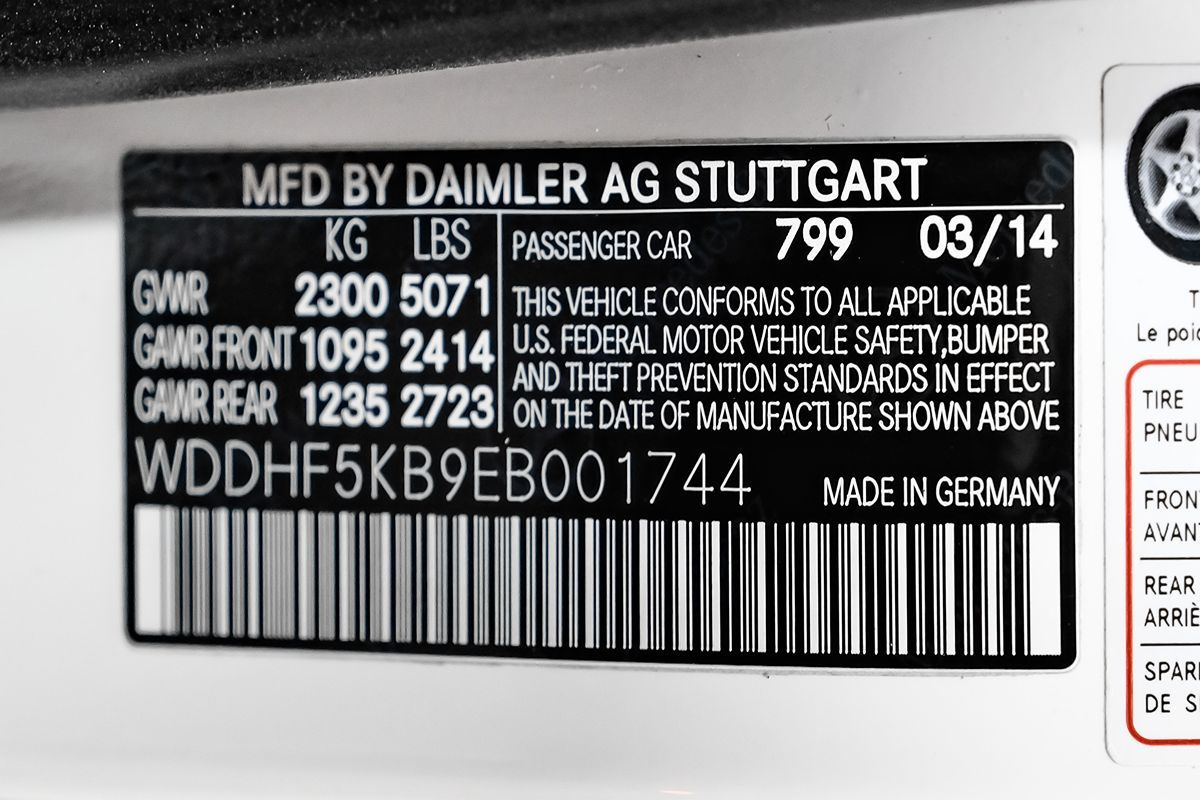 MFD BY DAIMLER AG STUTTGART
KG LBS
GVWR 2300 5071
GAWR FRONT 1095 2414
GAWR REAR 1235 2723
PASSENGER CAR 799 03/14
THIS VEHICLE CONFORMS TO ALL APPLICABLE
U.S. FEDERAL MOTOR VEHICLE SAFETY,BUMPER
AND THEFT PREVENTION STANDARDS IN EFFECT
ON THE DATE OF MANUFACTURE SHOWN ABOVE
WDDHF5KB9EB001744 MADE IN GERMANY
T
Le poi
TIRE
PNEU
FRON
AVAN
REAR
ARRIÈ
SPAR
DE S